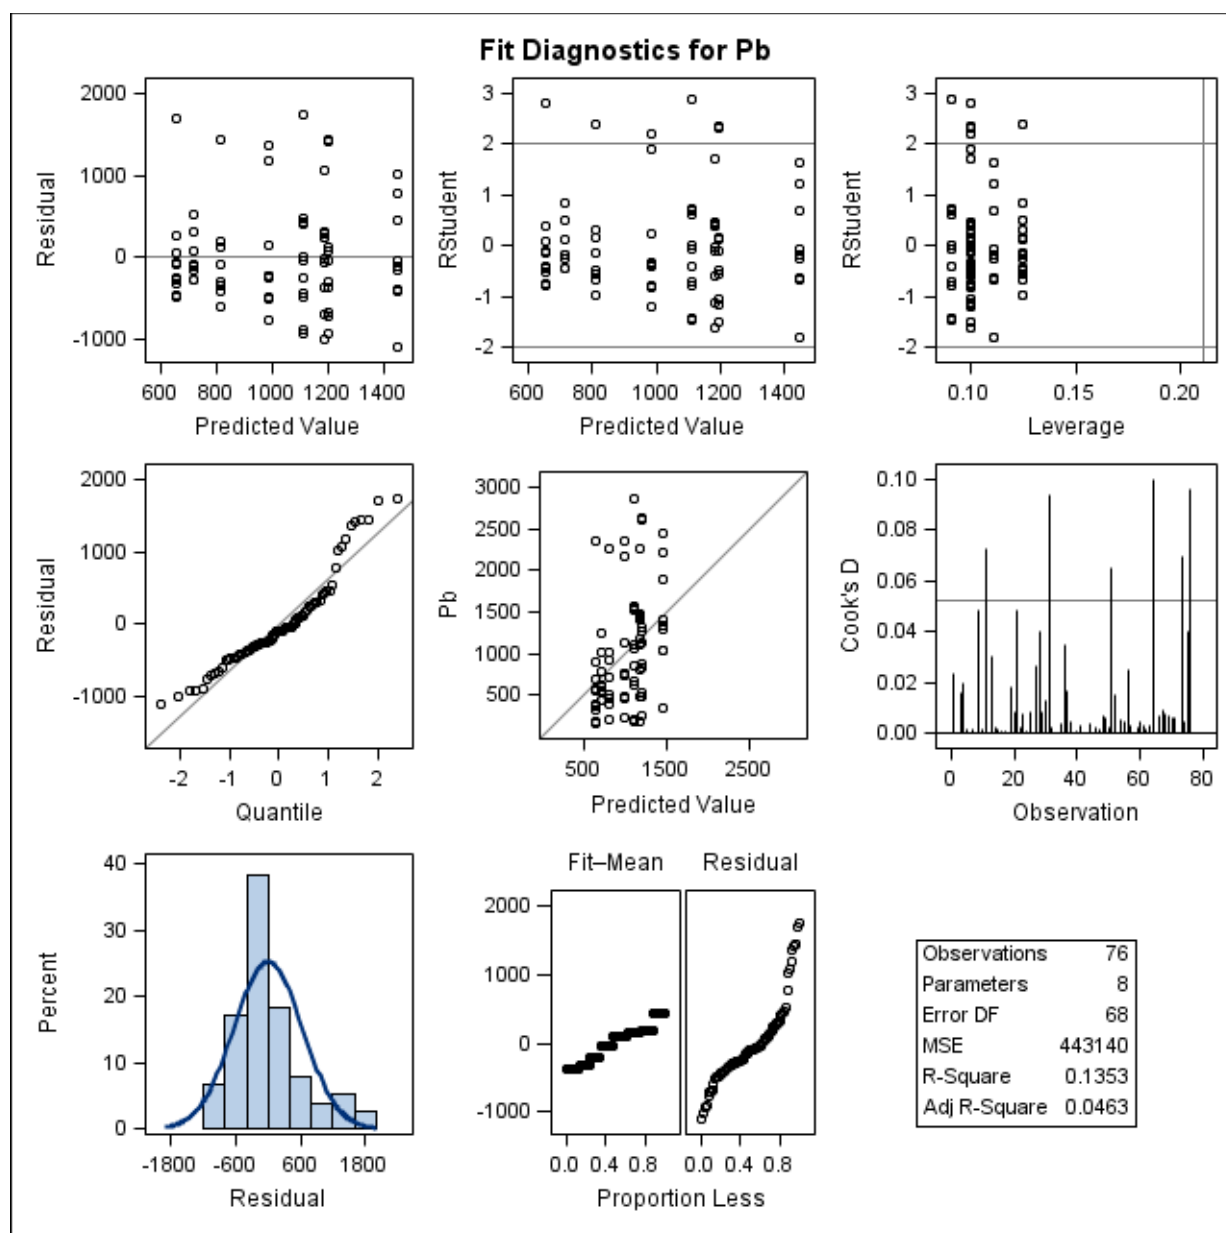 Fit Diagnostics for Pb
2000
1000
0
-1000
Residual
600 800 1000 1200 1400
Predicted Value
3
2
1
0
-1
-2
RStudent
600 800 1000 1200 1400
Predicted Value
3
2
1
0
-1
-2
RStudent
0.10 0.15 0.20
Leverage
2000
1000
0
-1000
Residual
-2 -1 0 1 2
Quantile
3000
2500
2000
1500
1000
500
Pb
500 1500 2500
Predicted Value
0.10
0.08
0.06
0.04
0.02
0.00
Cook's D
0 20 40 60 80
Observation
40
30
20
10
0
Percent
-1800 -600 600 1800
Residual
Fit–Mean Residual
2000
1000
0
-1000
0.0 0.4 0.8 0.0 0.4 0.8
Proportion Less
Observations 76
Parameters 8
Error DF 68
MSE 443140
R-Square 0.1353
Adj R-Square 0.0463